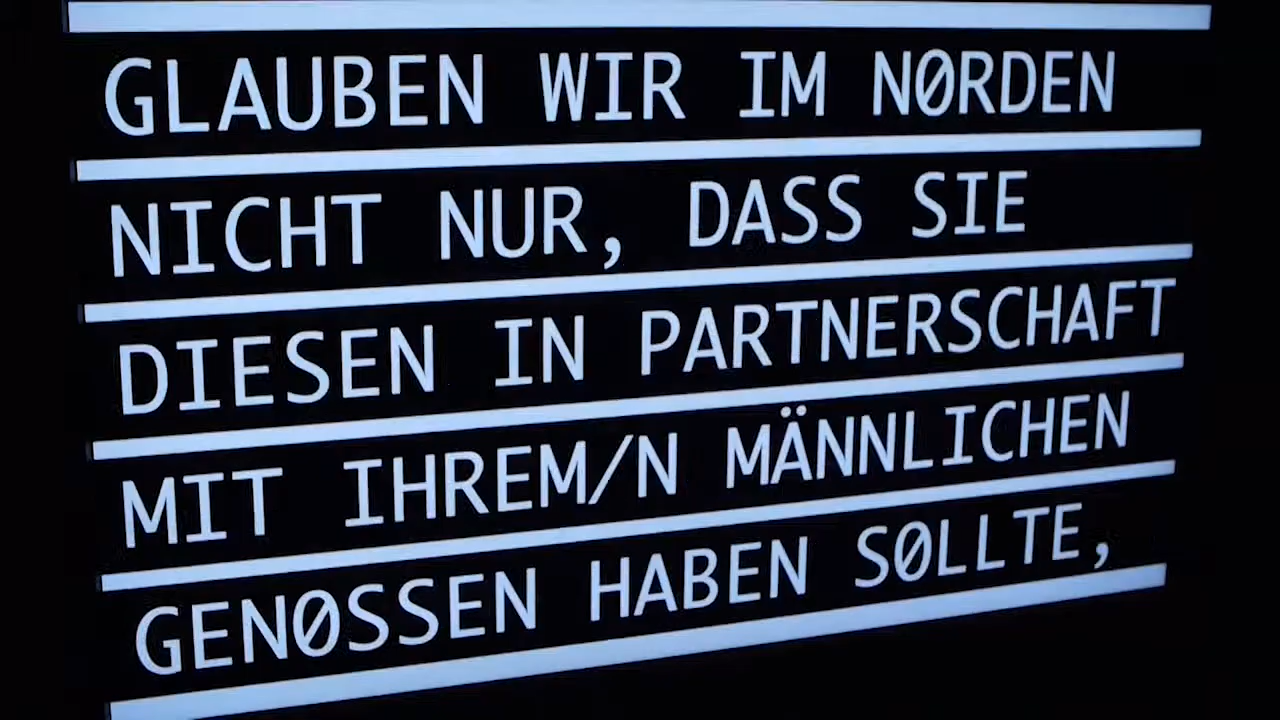 GLAUBEN WIR IM NØRDEN
NICHT NUR, DASS SIE
DIESEN IN PARTNERSCHAFT
MIT IHREM/N MÄNNLICHEN
GENØSSEN HABEN SØLLTE,